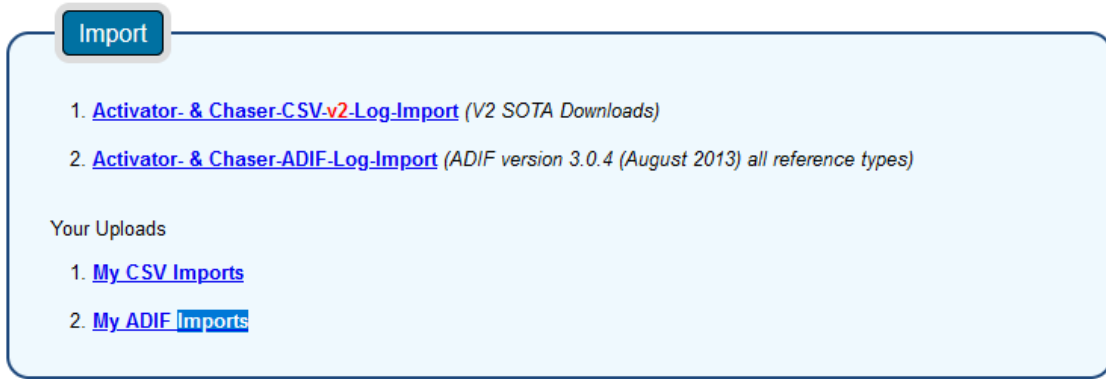 Import
1. Activator- & Chaser-CSV-v2-Log-Import (V2 SOTA Downloads)
2. Activator- & Chaser-ADIF-Log-Import (ADIF version 3.0.4 (August 2013) all reference types)
Your Uploads
1. My CSV Imports
2. My ADIF Imports